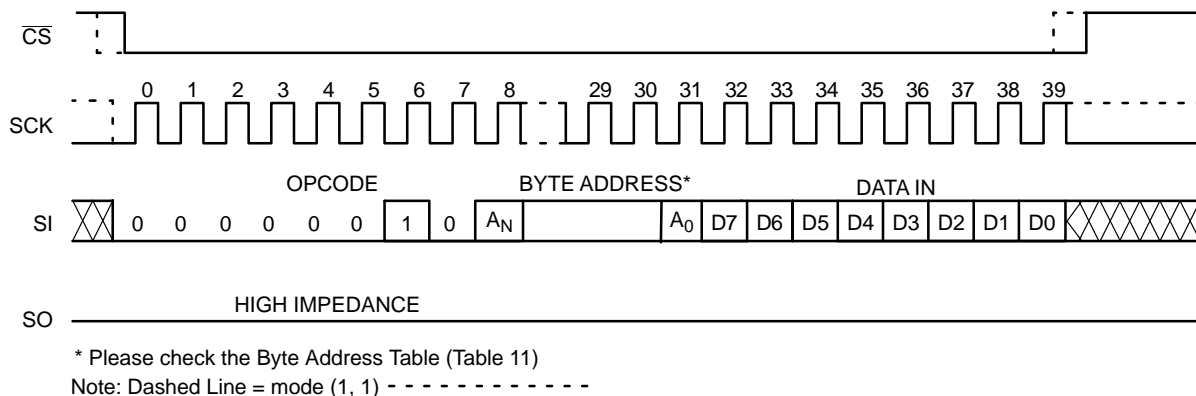 CS
0 1 2 3 4 5 6 7 8 29 30 31 32 33 34 35 36 37 38 39
SCK
OPCODE BYTE ADDRESS* DATA IN
SI 0 0 0 0 0 0 1 0 AN A0 D7 D6 D5 D4 D3 D2 D1 D0
HIGH IMPEDANCE
SO
* Please check the Byte Address Table (Table 11)
Note: Dashed Line = mode (1, 1) - - - - - - - - - - - - -